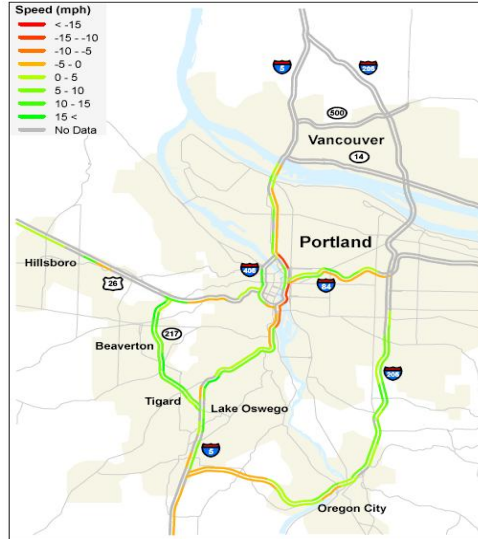 Speed (mph)
< -15
-15 - -10
-10 - -5
-5 - 0
0 - 5
5 - 10
10 - 15
15 <
No Data
5
205
500
Vancouver
14
Portland
Hillsboro
405
26
84
217
Beaverton
205
Tigard
Lake Oswego
5
Oregon City